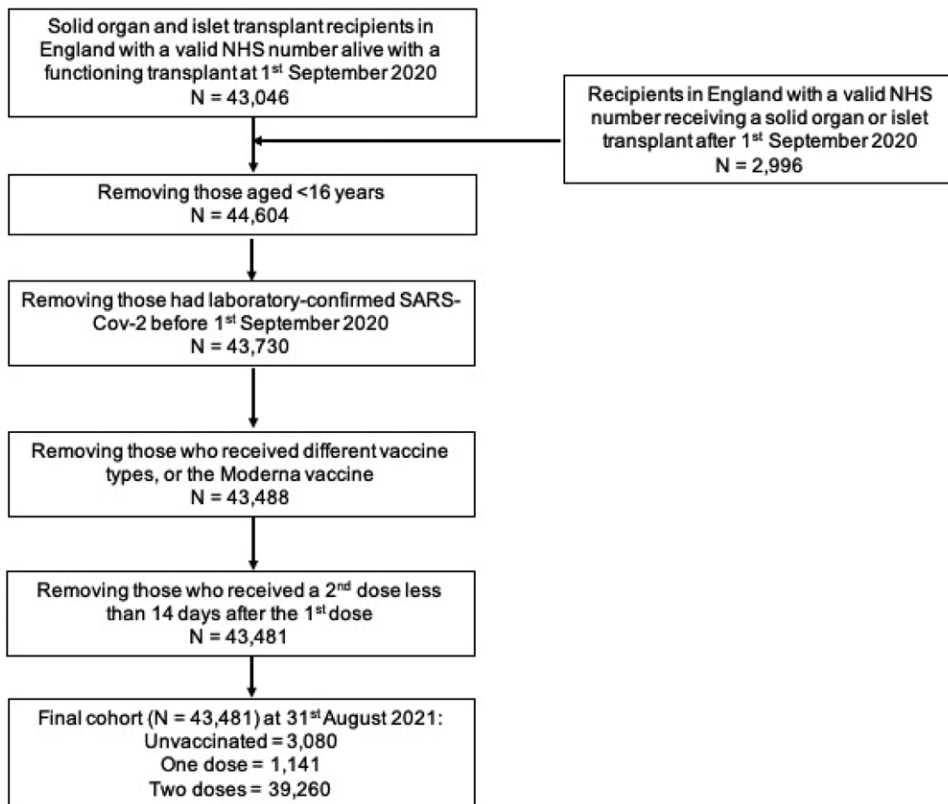 Solid organ and islet transplant recipients in
England with a valid NHS number alive with a
functioning transplant at 1st September 2020
N = 43,046
Recipients in England with a valid NHS
number receiving a solid organ or islet
transplant after 1st September 2020
N = 2,996
Removing those aged <16 years
N = 44,604
Removing those had laboratory-confirmed SARS-
Cov-2 before 1st September 2020
N = 43,730
Removing those who received different vaccine
types, or the Moderna vaccine
N = 43,488
Removing those who received a 2nd dose less
than 14 days after the 1st dose
N = 43,481
Final cohort (N = 43,481) at 31st August 2021:
Unvaccinated = 3,080
One dose = 1,141
Two doses = 39,260